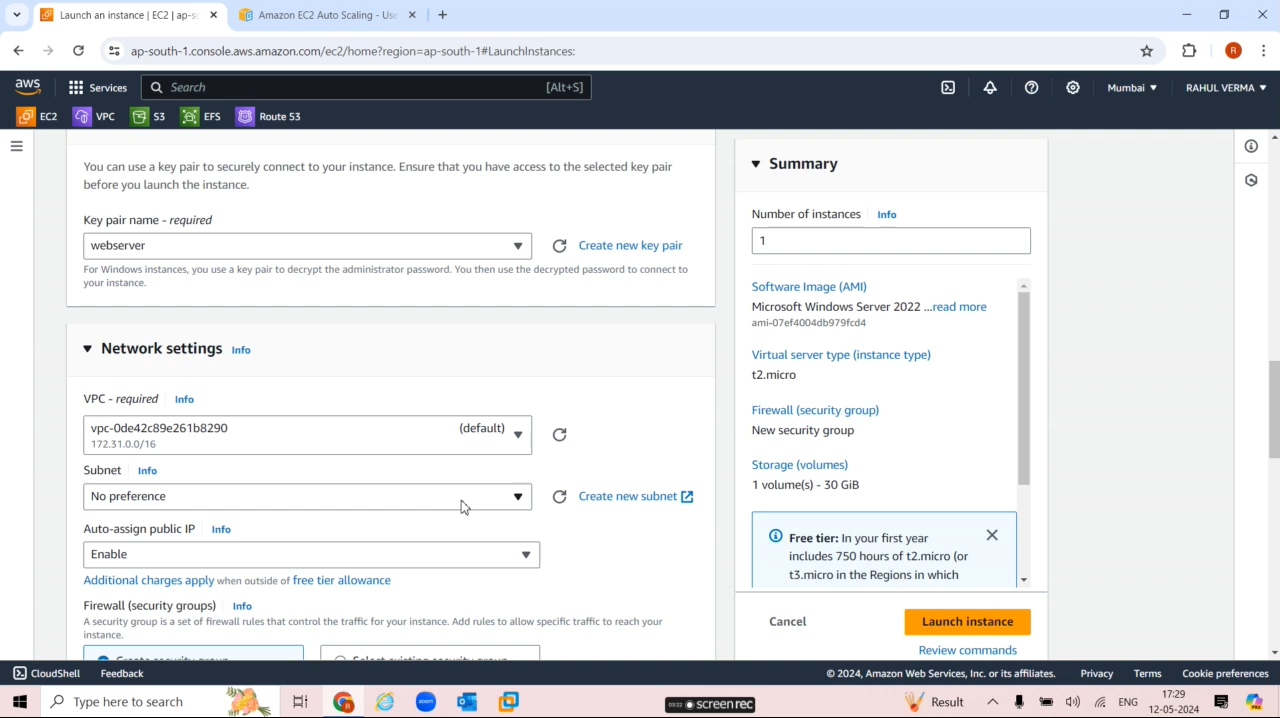 Launch an instance | EC2 | ap-s
Amazon EC2 Auto Scaling - Use
ap-south-1.console.aws.amazon.com/ec2/home?region=ap-south-1#LaunchInstances:
R
aws
Services
Search
[Alt+S]
Mumbai
RAHUL VERMA
EC2
VPC
S3
EFS
Route 53
You can use a key pair to securely connect to your instance. Ensure that you have access to the selected key pair
before you launch the instance.
Key pair name - required
webserver
Create new key pair
For Windows instances, you use a key pair to decrypt the administrator password. You then use the decrypted password to connect to
your instance.
Network settings Info
VPC - required Info
vpc-0de42c89e261b8290 (default)
172.31.0.0/16
Subnet Info
No preference
Create new subnet
Auto-assign public IP Info
Enable
Additional charges apply when outside of free tier allowance
Firewall (security groups) Info
A security group is a set of firewall rules that control the traffic for your instance. Add rules to allow specific traffic to reach your
instance.
Create security group
Select existing security group
Summary
Number of instances Info
1
Software Image (AMI)
Microsoft Windows Server 2022 ...read more
ami-07ef4004db979fcd4
Virtual server type (instance type)
t2.micro
Firewall (security group)
New security group
Storage (volumes)
1 volume(s) - 30 GiB
Free tier: In your first year
includes 750 hours of t2.micro (or
t3.micro in the Regions in which
Cancel
Launch instance
Review commands
CloudShell
Feedback
© 2024, Amazon Web Services, Inc. or its affiliates.
Privacy
Terms
Cookie preferences
Type here to search
zoom
03:22
screen rec
Result
ENG
17:29
12-05-2024